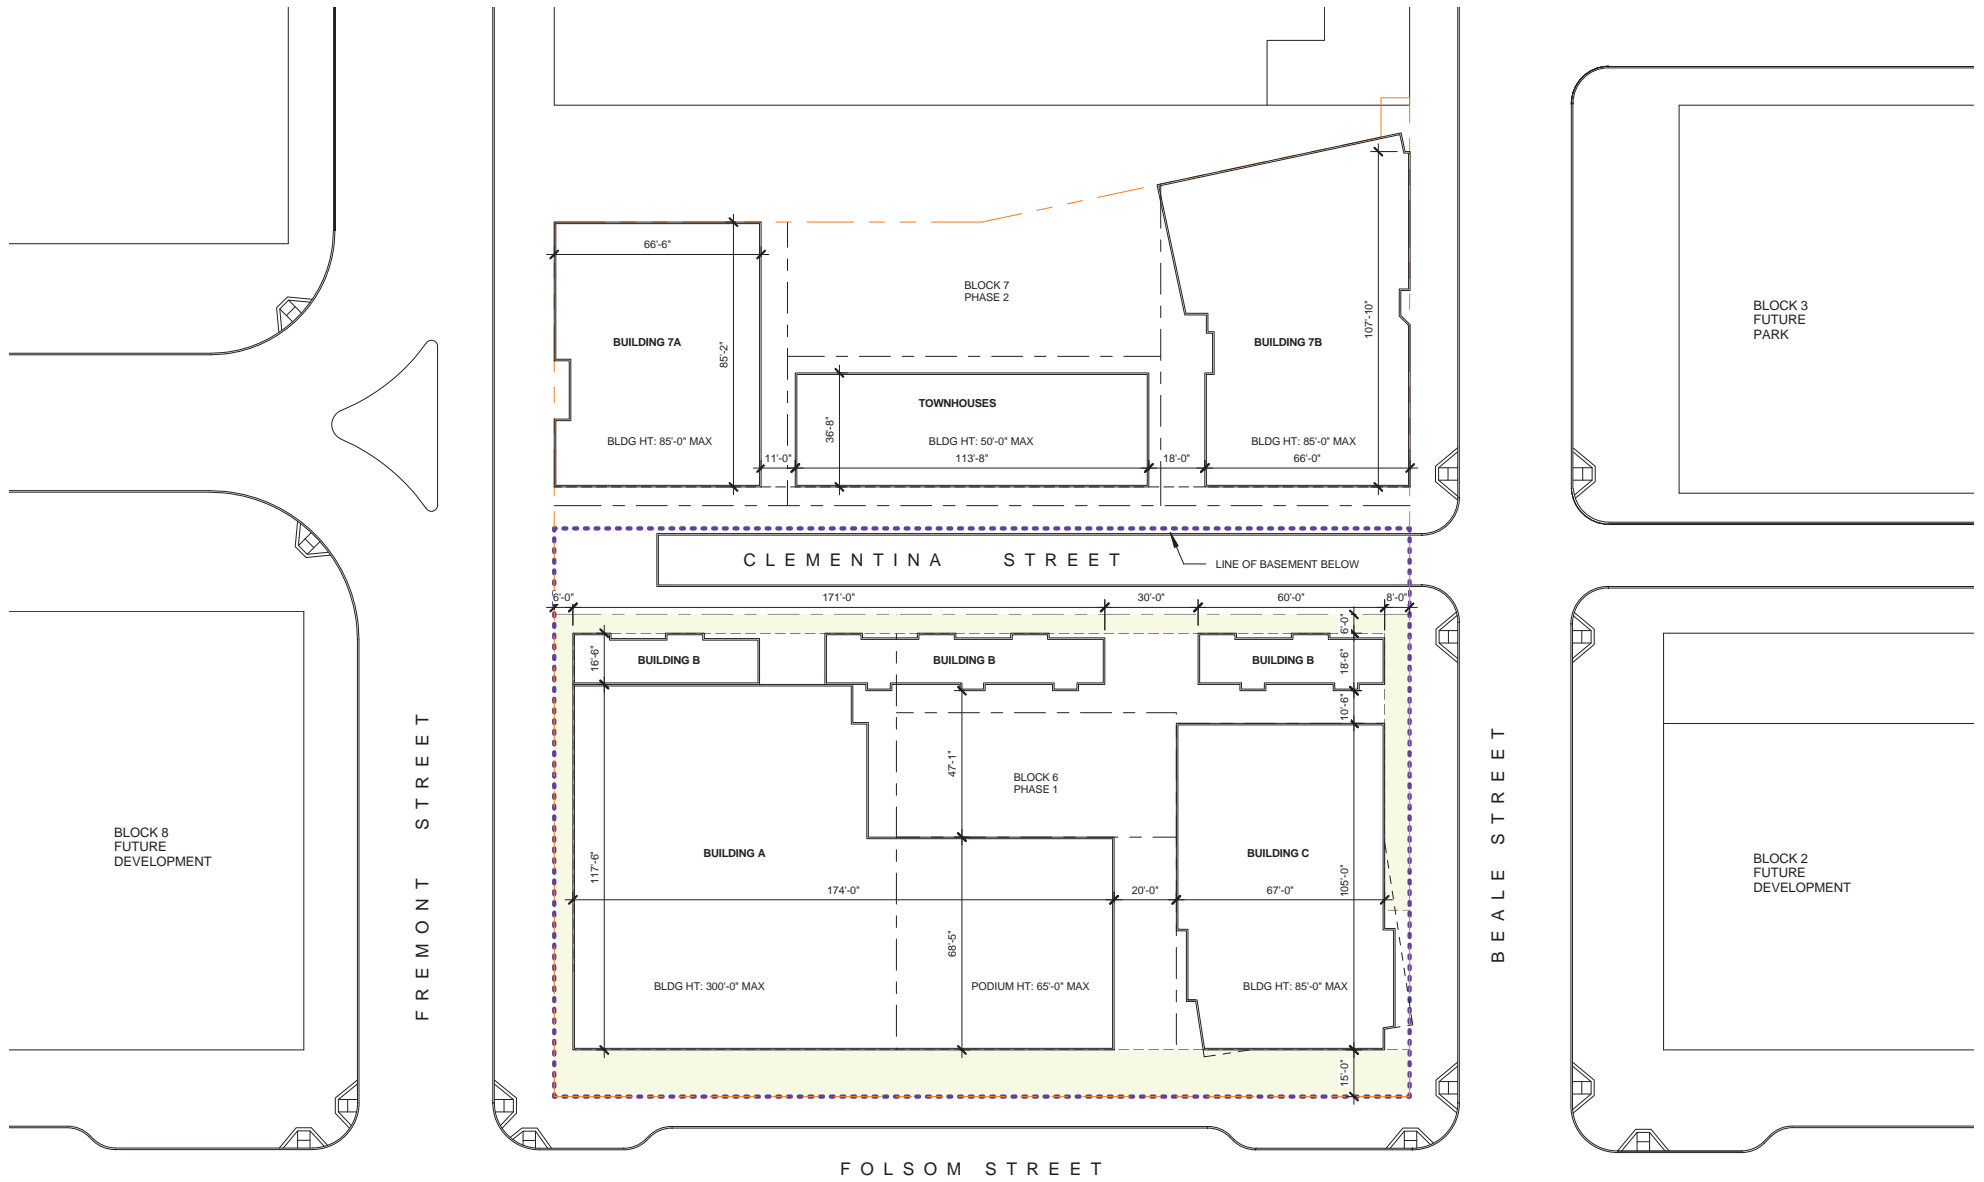 66'-6"
BLOCK 7
PHASE 2
BLOCK 3
FUTURE
PARK
107'-10"
BUILDING 7A
85'-2"
BUILDING 7B
TOWNHOUSES
36'-8"
BLDG HT: 85'-0" MAX
BLDG HT: 50'-0" MAX
BLDG HT: 85'-0" MAX
11'-0"
113'-8"
18'-0"
66'-0"
CLEMENTINA STREET
LINE OF BASEMENT BELOW
6'-0"
171'-0"
30'-0"
60'-0"
8'-0"
6'-0"
16'-6"
BUILDING B
BUILDING B
BUILDING B
18'-6"
10'-6"
47'-1"
BLOCK 6
PHASE 1
FREMONT STREET
BEALE STREET
BLOCK 8
FUTURE
DEVELOPMENT
117'-6"
BUILDING A
BUILDING C
105'-0"
BLOCK 2
FUTURE
DEVELOPMENT
174'-0"
20'-0"
67'-0"
68'-5"
BLDG HT: 300'-0" MAX
PODIUM HT: 65'-0" MAX
BLDG HT: 85'-0" MAX
15'-0"
FOLSOM STREET